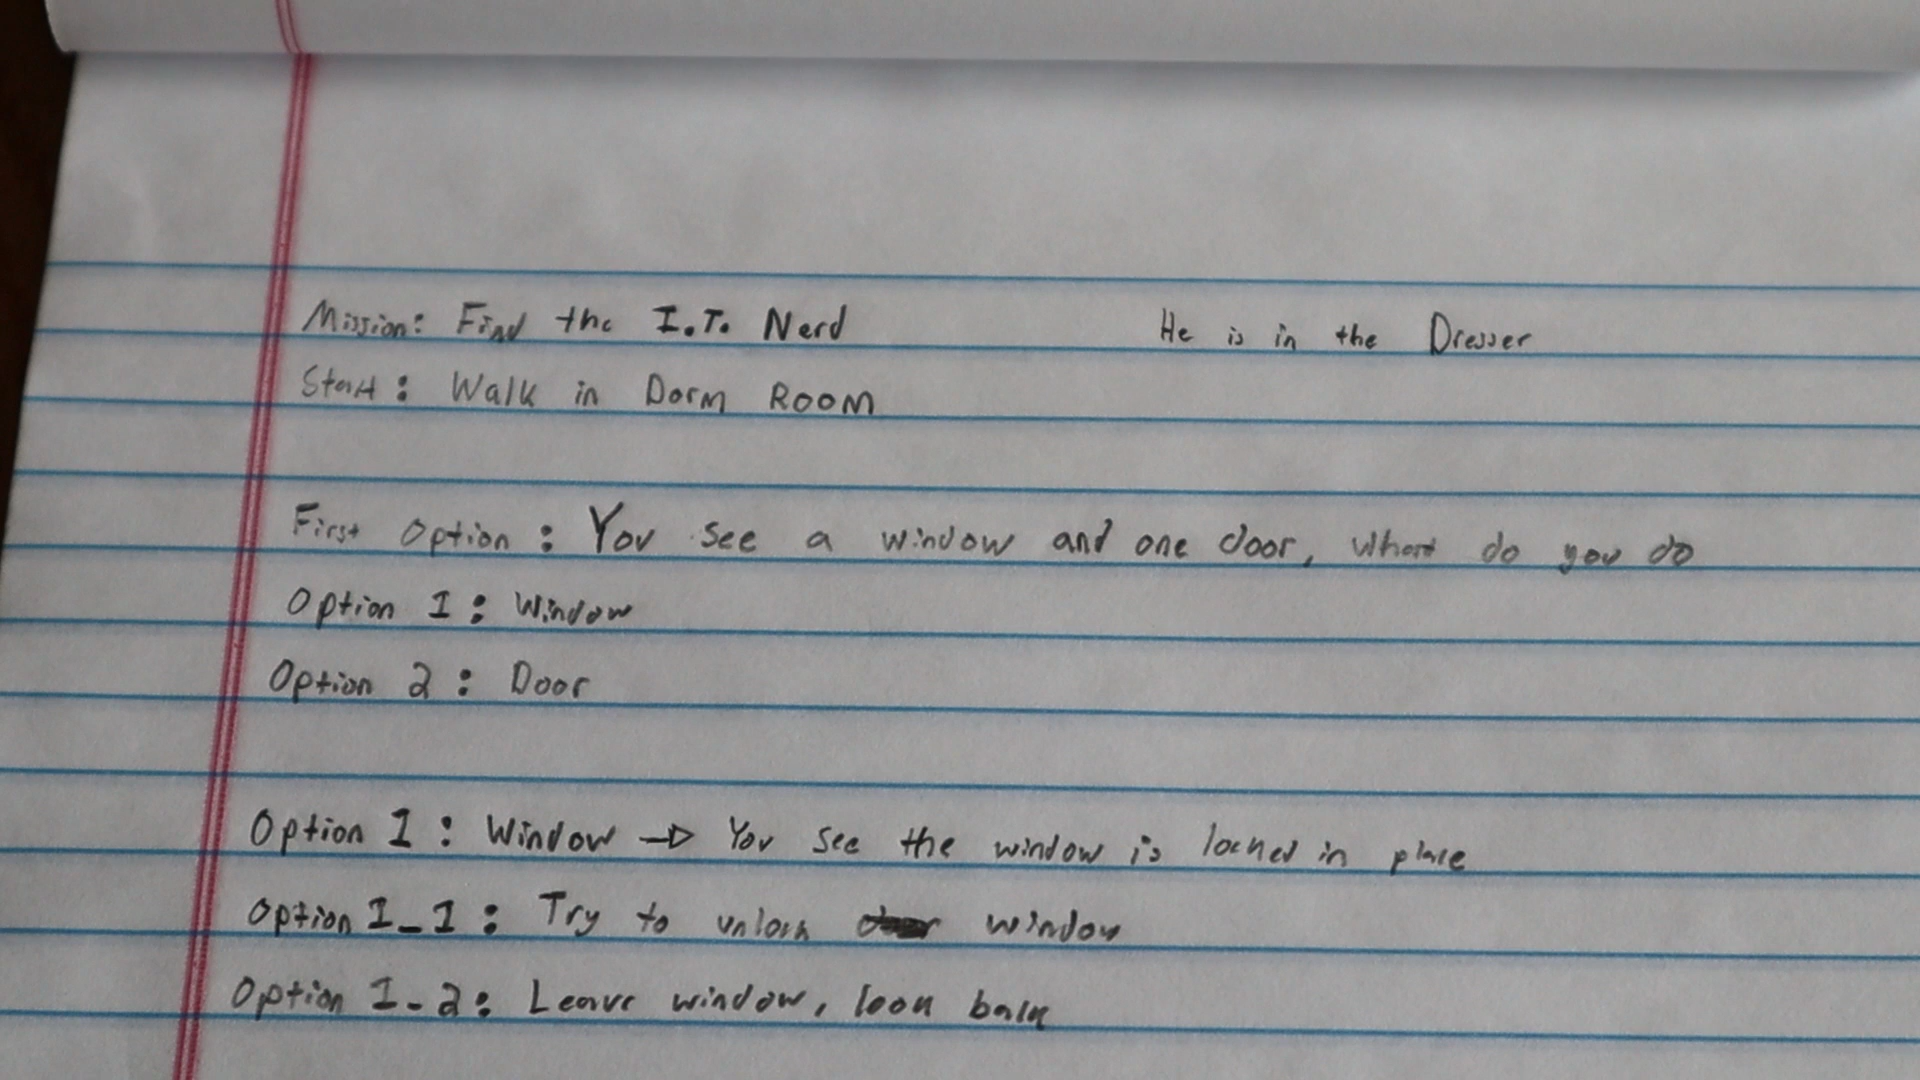 Mission: Find the I.T. Nerd He is in the Dresser
Start: Walk in Dorm Room
First Option: You see a window and one door, what do you do
Option 1: Window
Option 2: Door
Option 1: Window → You see the window is locked in place
Option 1_1: Try to unlock window
Option 1-2: Leave window, look back